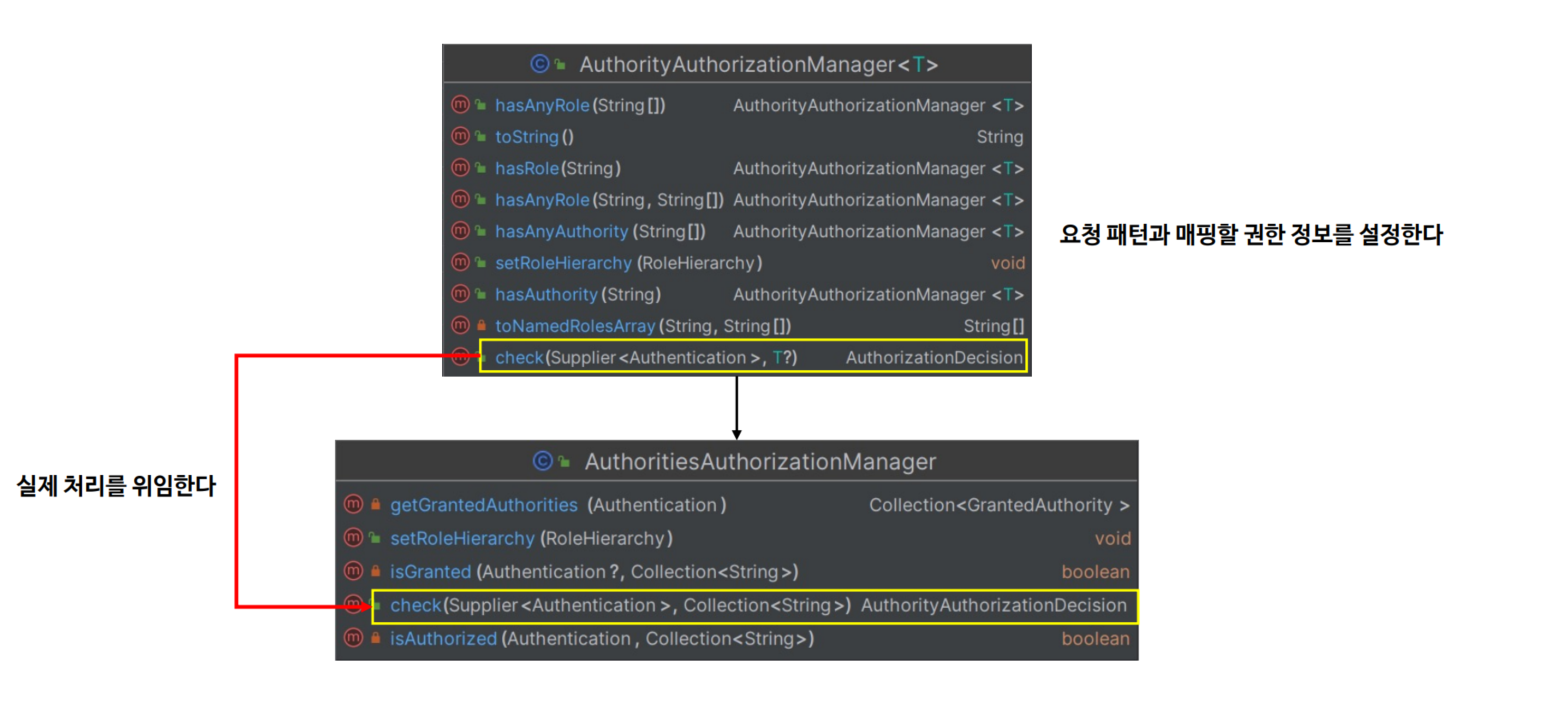 AuthorityAuthorizationManager<T>
hasAnyRole(String[]) AuthorityAuthorizationManager <T>
toString() String
hasRole(String) AuthorityAuthorizationManager <T>
hasAnyRole(String, String[]) AuthorityAuthorizationManager <T>
hasAnyAuthority (String[]) AuthorityAuthorizationManager <T>
setRoleHierarchy (RoleHierarchy) void
hasAuthority (String) AuthorityAuthorizationManager <T>
toNamedRolesArray (String, String[]) String[]
check(Supplier<Authentication>, T?) AuthorizationDecision
요청 패턴과 매핑할 권한 정보를 설정한다
실제 처리를 위임한다
AuthoritiesAuthorizationManager
getGrantedAuthorities (Authentication) Collection<GrantedAuthority >
setRoleHierarchy (RoleHierarchy) void
isGranted (Authentication?, Collection<String>) boolean
check(Supplier<Authentication>, Collection<String>) AuthorityAuthorizationDecision
isAuthorized (Authentication, Collection<String>) boolean